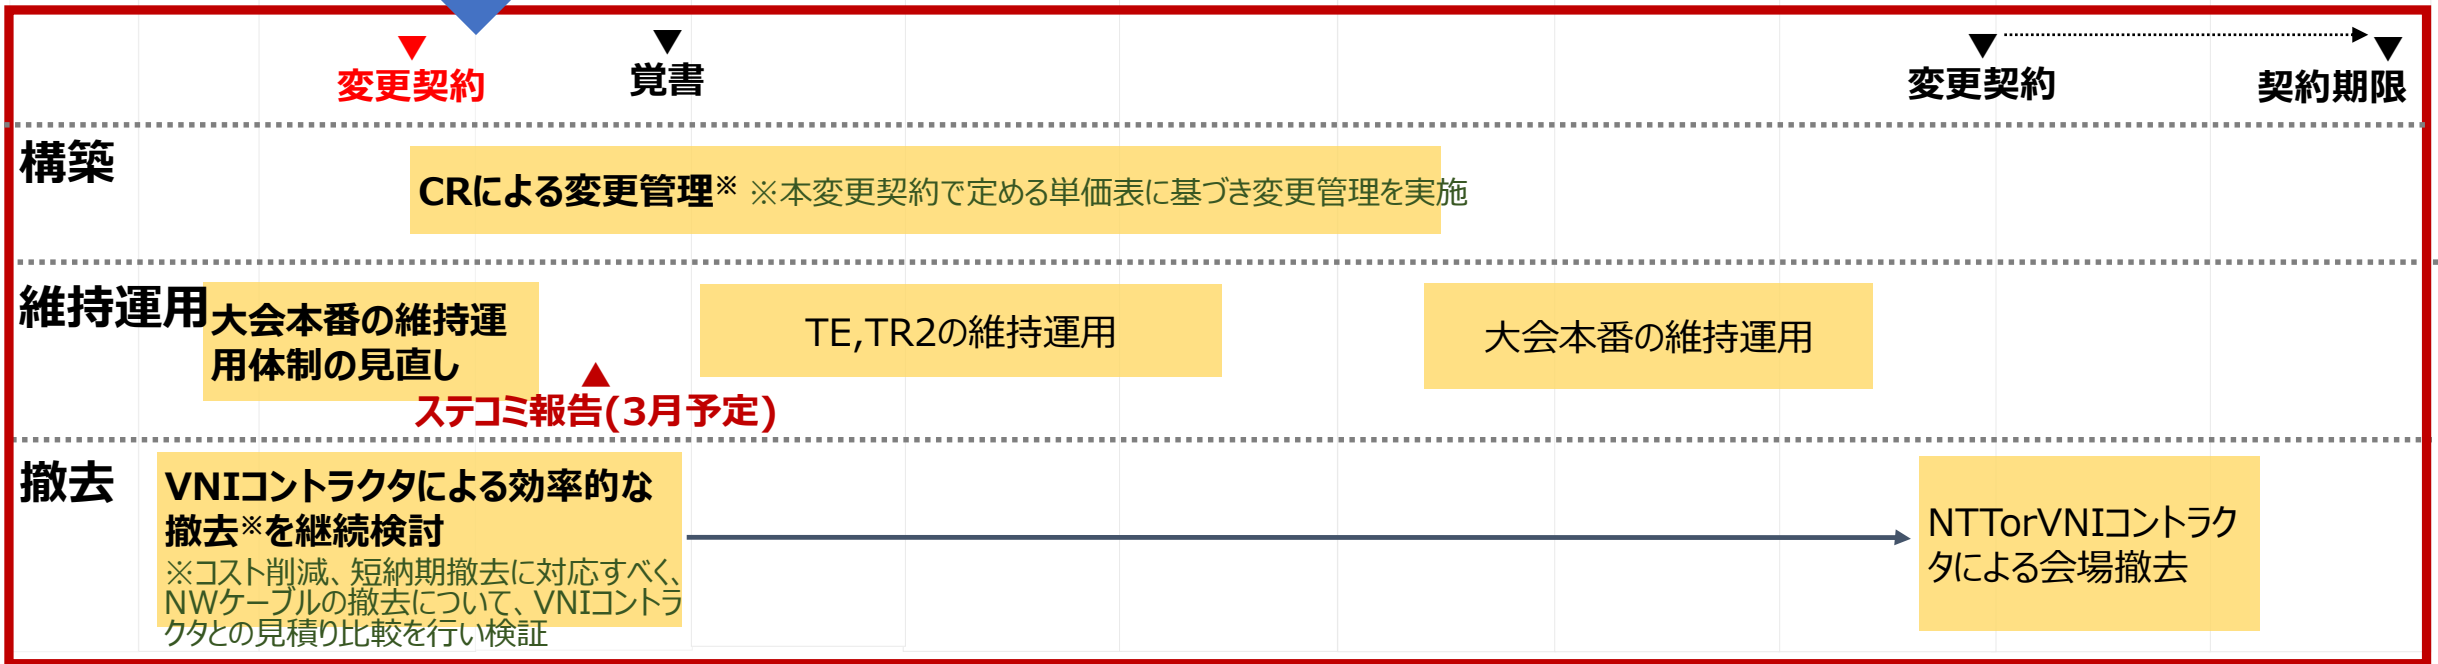 変更契約
覚書
変更契約
契約期限
構築
CRによる変更管理※ ※本変更契約で定める単価表に基づき変更管理を実施
維持運用
大会本番の維持運
用体制の見直し
ステコミ報告(3月予定)
TE,TR2の維持運用
大会本番の維持運用
撤去
VNIコントラクタによる効率的な
撤去※を継続検討
※コスト削減、短納期撤去に対応すべく、
NWケーブルの撤去について、VNIコントラ
クタとの見積り比較を行い検証
NTTorVNIコントラク
タによる会場撤去